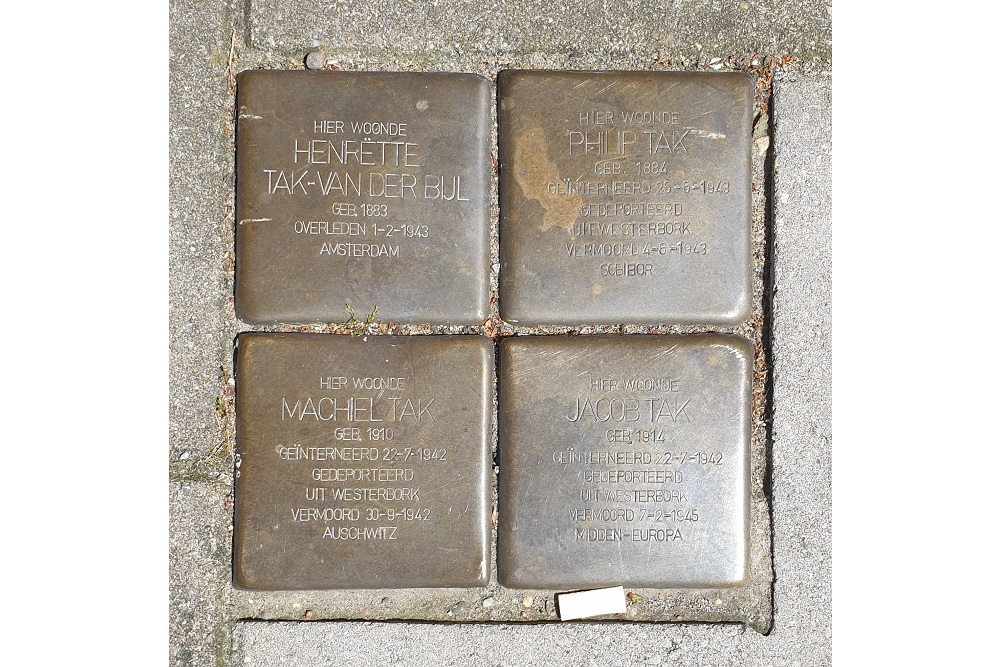 HIER WOONDE
HENRËTTE
TAK-VAN DER BIJL
GEB. 1883
OVERLEDEN 1-2-1943
AMSTERDAM
HIER WOONDE
PHILIP TAK
GEB. 1884
GEÏNTERNEERD 25-5-1943
GEDEPORTEERD
UIT WESTERBORK
VERMOORD 4-6-1943
SOBIBOR
HIER WOONDE
MACHIEL TAK
GEB. 1910
GEÏNTERNEERD 22-7-1942
GEDEPORTEERD
UIT WESTERBORK
VERMOORD 30-9-1942
AUSCHWITZ
HIER WOONDE
JACOB TAK
GEB. 1914
GEÏNTERNEERD 22-7-1942
GEDEPORTEERD
UIT WESTERBORK
VERMOORD 7-2-1945
MIDDEN-EUROPA